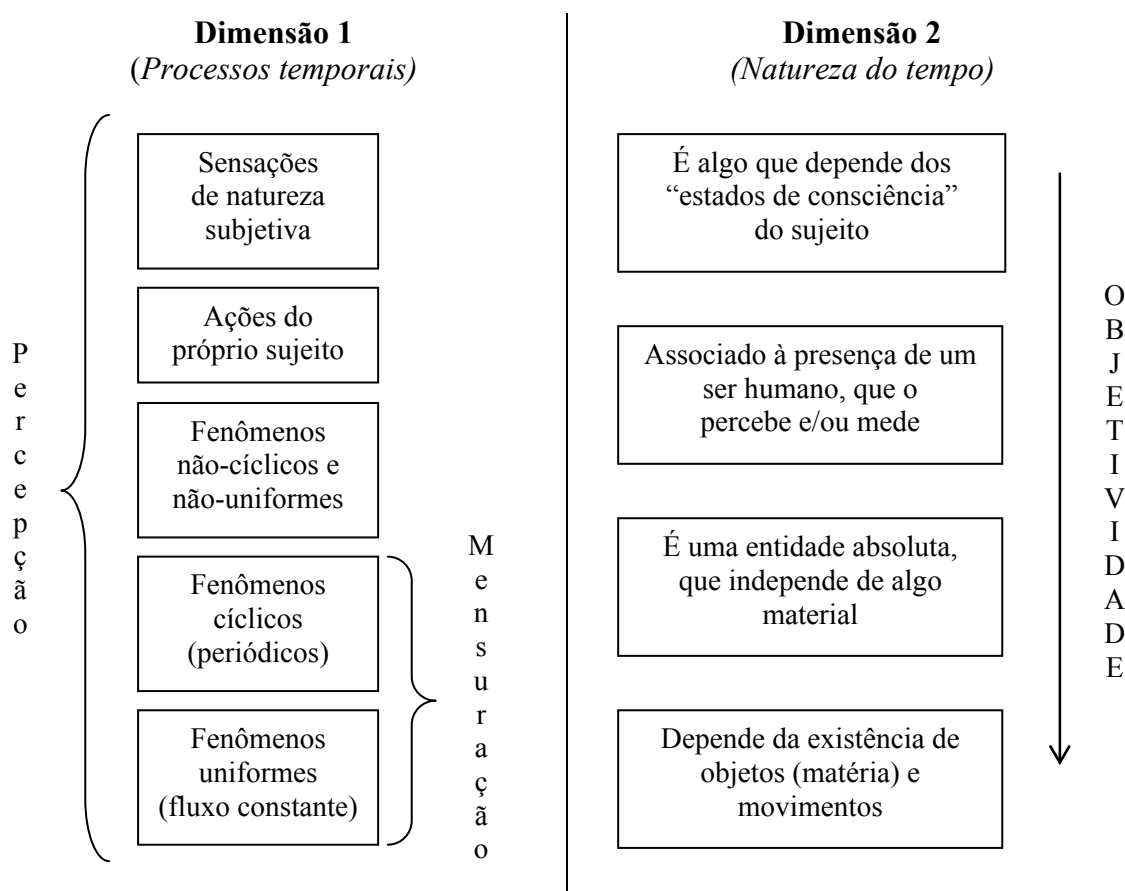 Dimensão 1
(Processos temporais)
Percepção
Sensações
de natureza
subjetiva
Ações do
próprio sujeito
Fenômenos
não-cíclicos e
não-uniformes
Fenômenos
cíclicos
(periódicos)
Fenômenos
uniformes
(fluxo constante)
Mensuração
Dimensão 2
(Natureza do tempo)
É algo que depende dos
“estados de consciência”
do sujeito
Associado à presença de um
ser humano, que o
percebe e/ou mede
É uma entidade absoluta,
que independe de algo
material
Depende da existência de
objetos (matéria) e
movimentos
OBJETIVIDADE